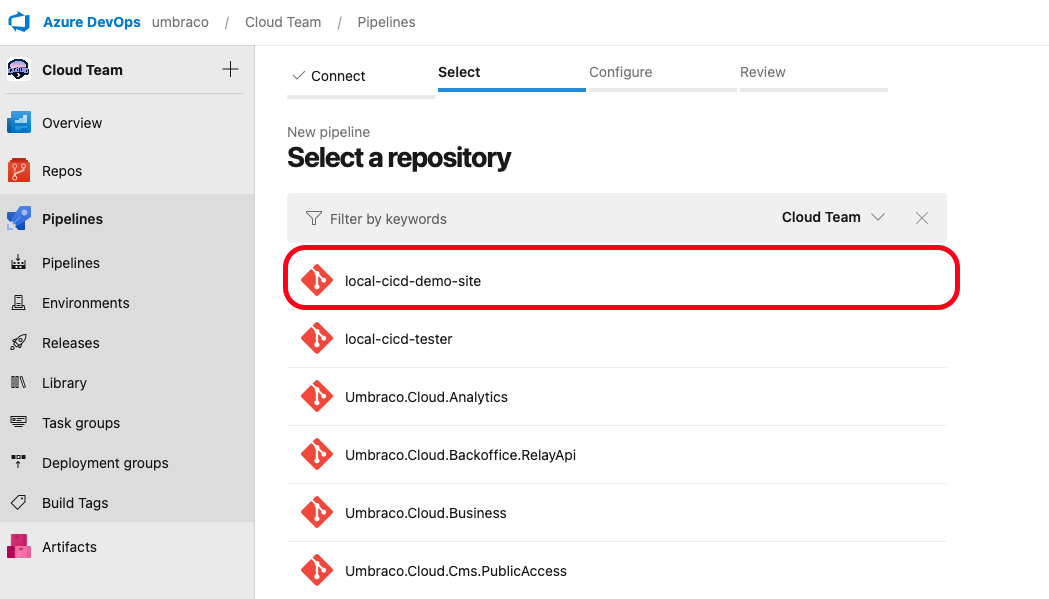 Azure DevOps umbraco / Cloud Team / Pipelines
Cloud Team
Overview
Repos
Pipelines
Pipelines
Environments
Releases
Library
Task groups
Deployment groups
Build Tags
Artifacts
Connect Select Configure Review
New pipeline
Select a repository
Filter by keywords Cloud Team
local-cicd-demo-site
local-cicd-tester
Umbraco.Cloud.Analytics
Umbraco.Cloud.Backoffice.RelayApi
Umbraco.Cloud.Business
Umbraco.Cloud.Cms.PublicAccess